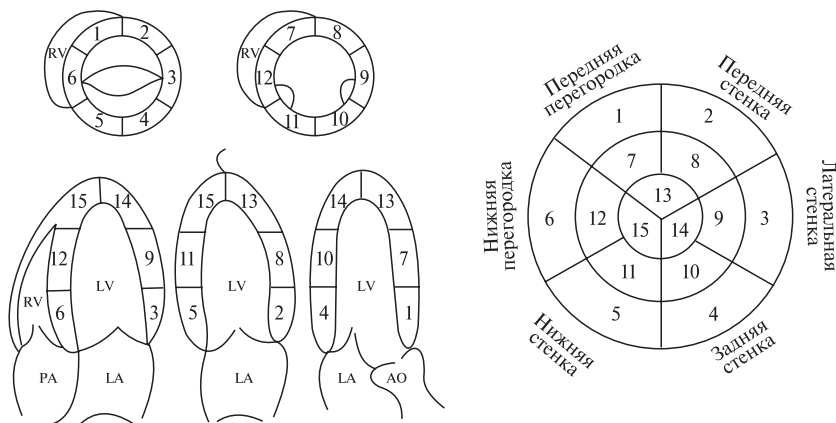 1 2
RV
6 3
5 4
7 8
RV
12 9
11 10
15 14
12 9
LV
RV 6 3
PA LA
15 13
11 8
LV
5 2
LA
14 13
10 7
LV
4 1
LA AO
Передняя
перегородка
Передняя
стенка
Нижняя
перегородка
Латеральная
стенка
Нижняя
стенка
Задняя
стенка
1 2
7 8
13
6 12 9 3
15 14
11 10
5 4